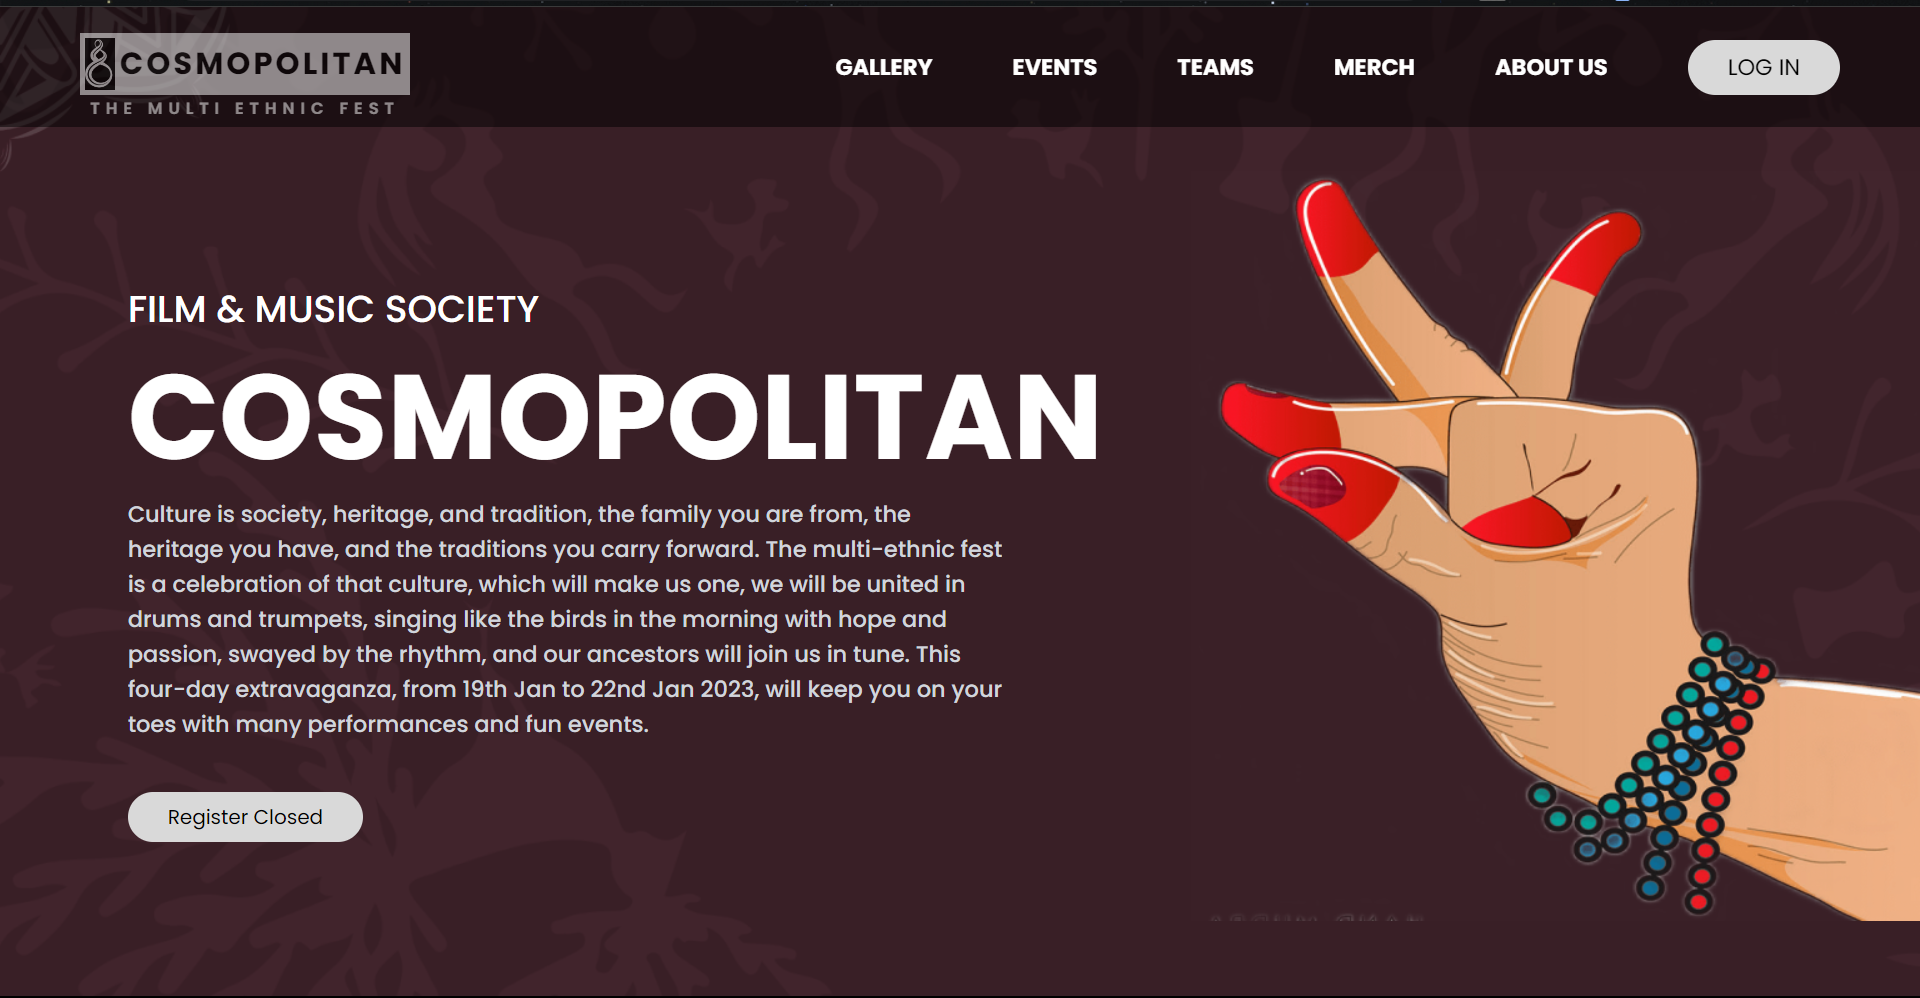 COSMOPOLITAN
THE MULTI ETHNIC FEST
GALLERY
EVENTS
TEAMS
MERCH
ABOUT US
LOG IN
FILM & MUSIC SOCIETY
COSMOPOLITAN
Culture is society, heritage, and tradition, the family you are from, the
heritage you have, and the traditions you carry forward. The multi-ethnic fest
is a celebration of that culture, which will make us one, we will be united in
drums and trumpets, singing like the birds in the morning with hope and
passion, swayed by the rhythm, and our ancestors will join us in tune. This
four-day extravaganza, from 19th Jan to 22nd Jan 2023, will keep you on your
toes with many performances and fun events.
Register Closed